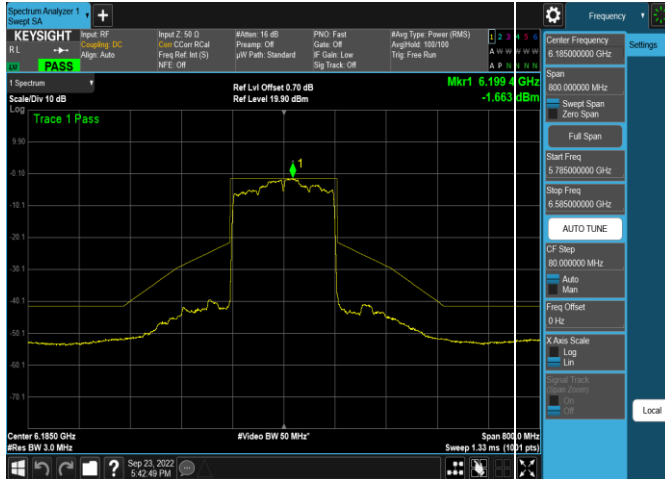 Spectrum Analyzer 1
Swept SA
+
KEYSIGHT
RL
PASS
Input: RF
Coupling: DC
Align: Auto
Input Z: 50 Ω
Corr CCorr RCal
Freq Ref: Int (S)
NFE: Off
#Atten: 16 dB
Preamp: Off
µW Path: Standard
PNO: Fast
Gate: Off
IF Gain: Low
Sig Track: Off
#Avg Type: Power (RMS)
Avg|Hold: 100/100
Trig: Free Run
1 2 3 4 5 6
A W W W W W
A P N N N N
1 Spectrum
Scale/Div 10 dB
Ref Lvl Offset 0.70 dB
Ref Level 19.90 dBm
Mkr1 6.199 4 GHz
-1.663 dBm
Log
Trace 1 Pass
1
9.90
-0.10
-10.1
-20.1
-30.1
-40.1
-50.1
-60.1
-70.1
Center 6.1850 GHz
#Res BW 3.0 MHz
#Video BW 50 MHz*
Span 800.0 MHz
Sweep 1.33 ms (1001 pts)
Sep 23, 2022
5:42:49 PM
?
Frequency
Settings
Center Frequency
6.185000000 GHz
Span
800.000000 MHz
Swept Span
Zero Span
Full Span
Start Freq
5.785000000 GHz
Stop Freq
6.585000000 GHz
AUTO TUNE
CF Step
80.000000 MHz
Auto
Man
Freq Offset
0 Hz
X Axis Scale
Log
Lin
Signal Track
(Span Zoom)
On
Off
Local